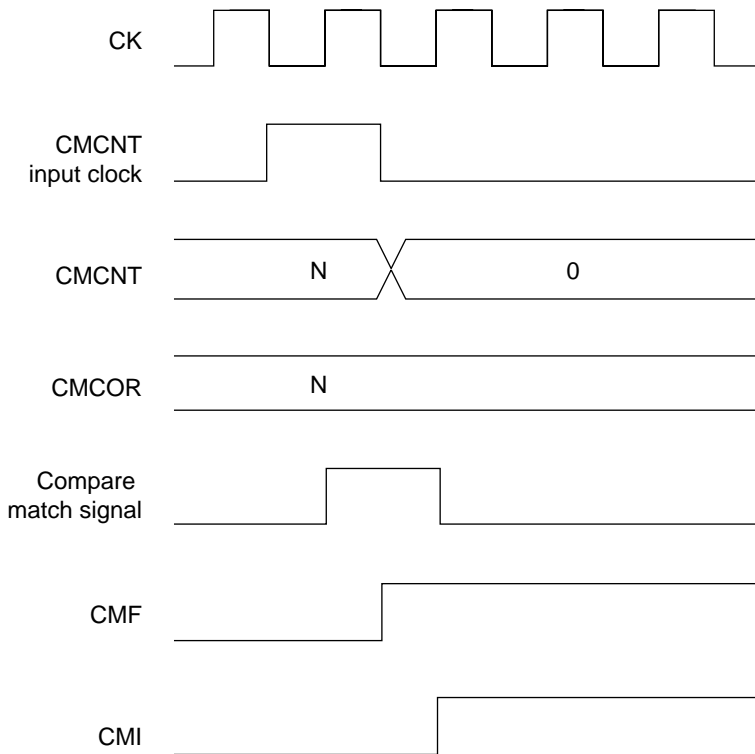 CK
CMCNT
input clock
CMCNT
N
0
CMCOR
N
Compare
match signal
CMF
CMI